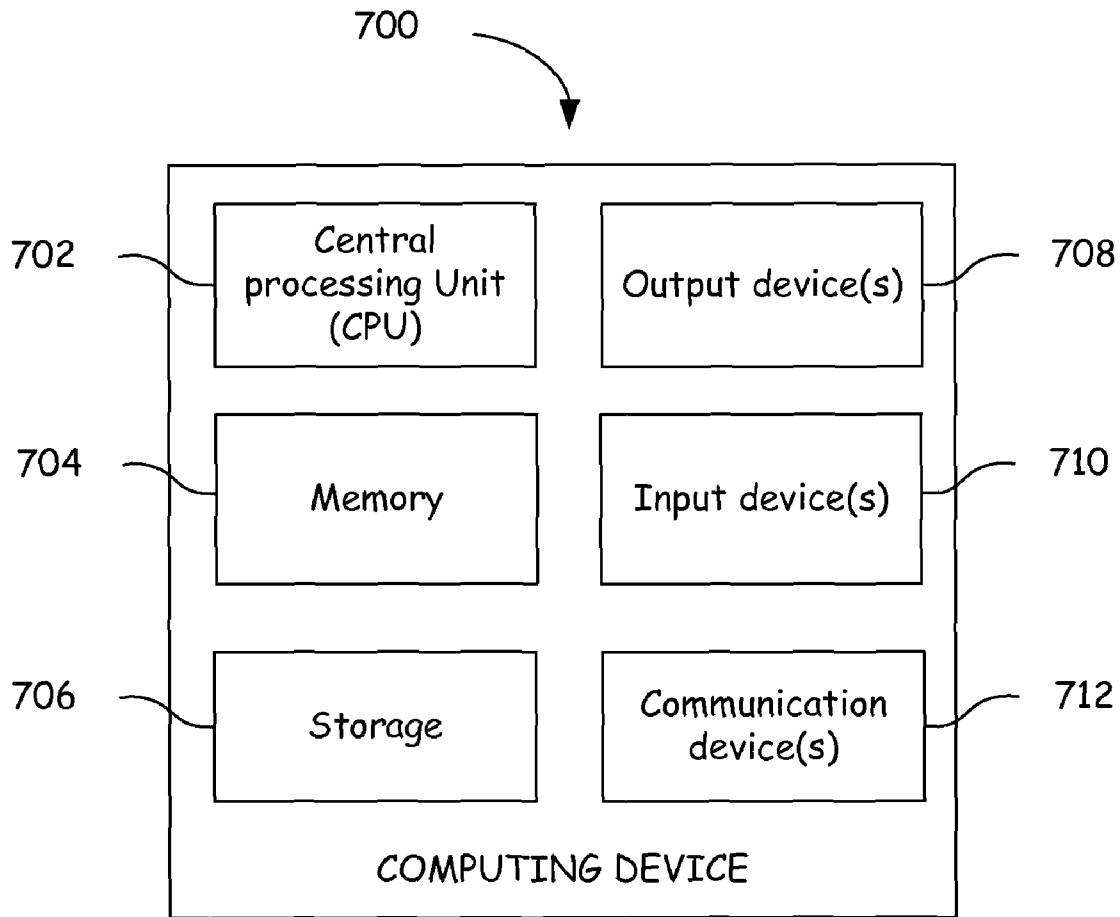 700
702
Central
processing Unit
(CPU)
Output device(s)
708
704
Memory
Input device(s)
710
706
Storage
Communication
device(s)
712
COMPUTING DEVICE